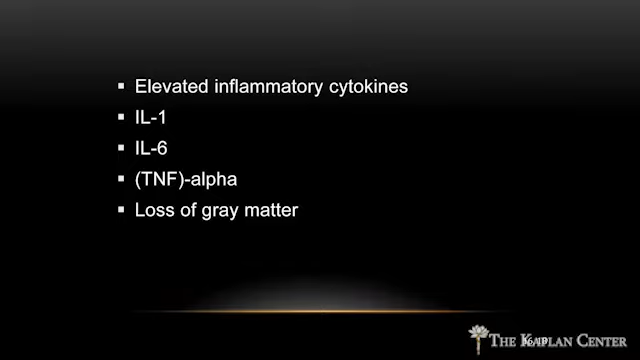 ▪ Elevated inflammatory cytokines
▪ IL-1
▪ IL-6
▪ (TNF)-alpha
▪ Loss of gray matter
THE KAPLAN CENTER